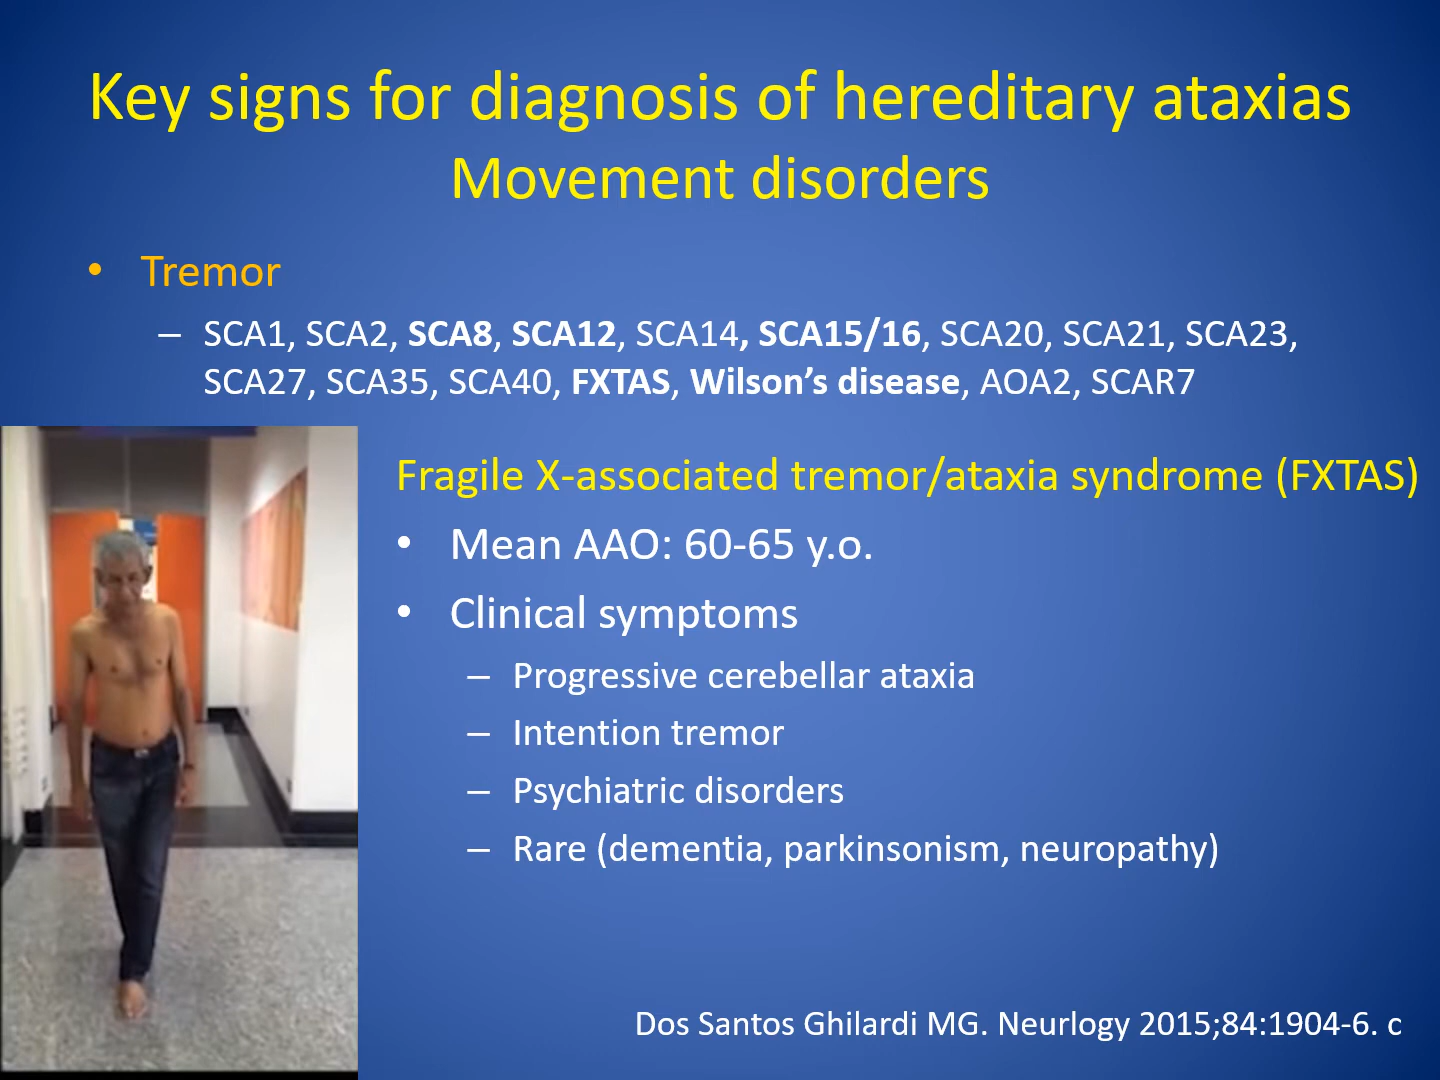 Key signs for diagnosis of hereditary ataxias
Movement disorders
• Tremor
– SCA1, SCA2, SCA8, SCA12, SCA14, SCA15/16, SCA20, SCA21, SCA23,
SCA27, SCA35, SCA40, FXTAS, Wilson’s disease, AOA2, SCAR7
Fragile X-associated tremor/ataxia syndrome (FXTAS)
• Mean AAO: 60-65 y.o.
• Clinical symptoms
– Progressive cerebellar ataxia
– Intention tremor
– Psychiatric disorders
– Rare (dementia, parkinsonism, neuropathy)
Dos Santos Ghilardi MG. Neurlogy 2015;84:1904-6. c